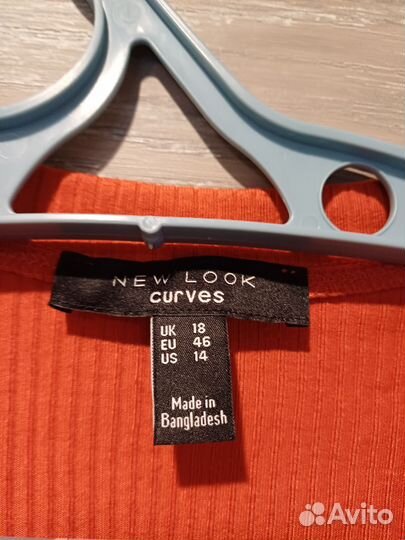 NEW LOOK
curves
UK 18
EU 46
US 14
Made in
Bangladesh
Avito